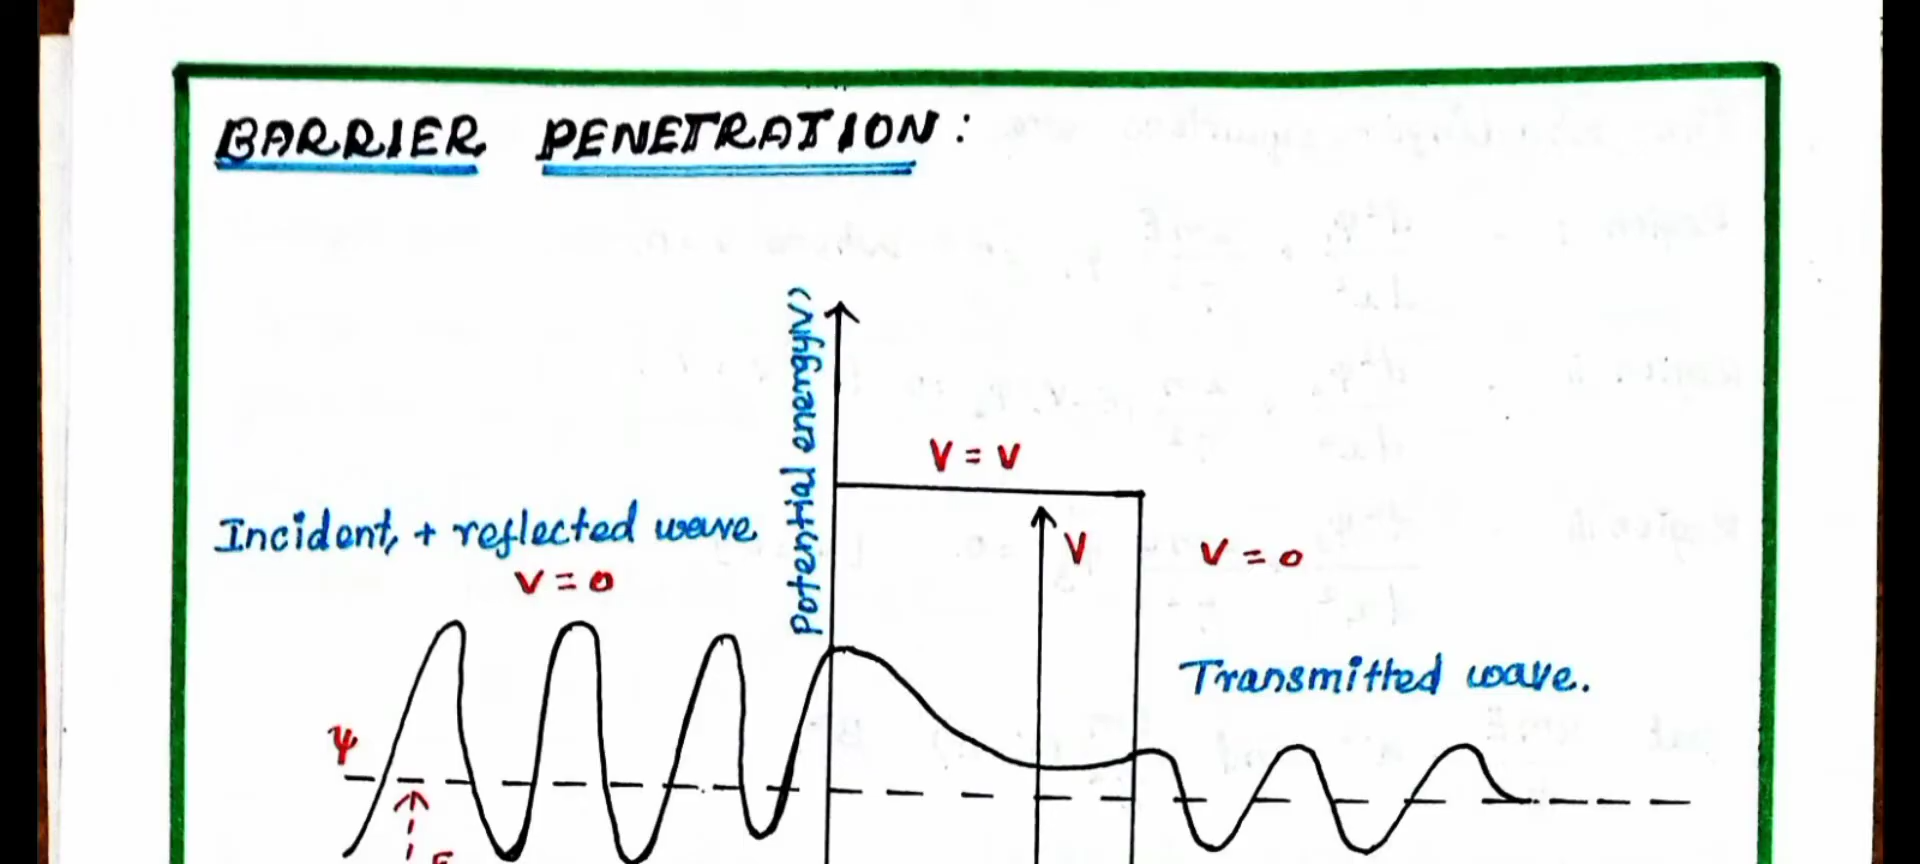 BARRIER PENETRATION:
Potential energy(V)
V = V
Incident, + reflected wave
V = 0
V
V = 0
Transmitted wave.
ψ
E